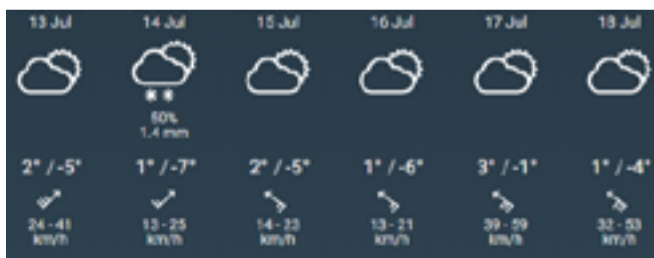 13 Jul 14 Jul 15 Jul 16 Jul 17 Jul 18 Jul
50%
1.4 mm
2° / -5° 1° / -7° 2° / -5° 1° / -6° 3° / -1° 1° / -4°
24 - 41 13 - 25 14 - 23 13 - 21 39 - 59 32 - 53
km/h km/h km/h km/h km/h km/h